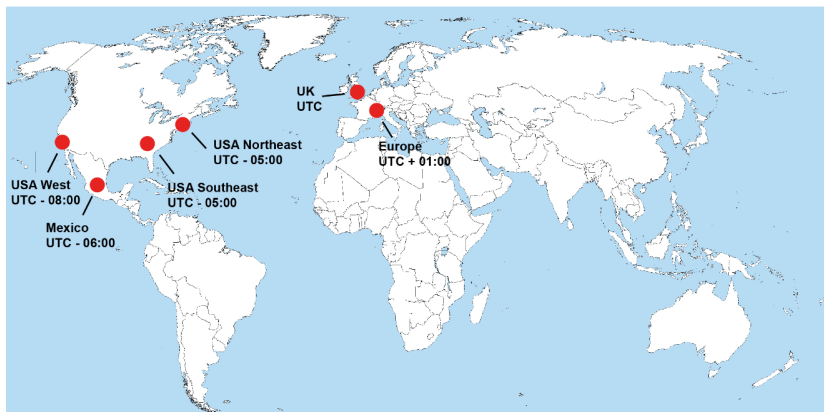 UK
UTC
Europe
UTC + 01:00
USA Northeast
UTC - 05:00
USA West
UTC - 08:00
USA Southeast
UTC - 05:00
Mexico
UTC - 06:00